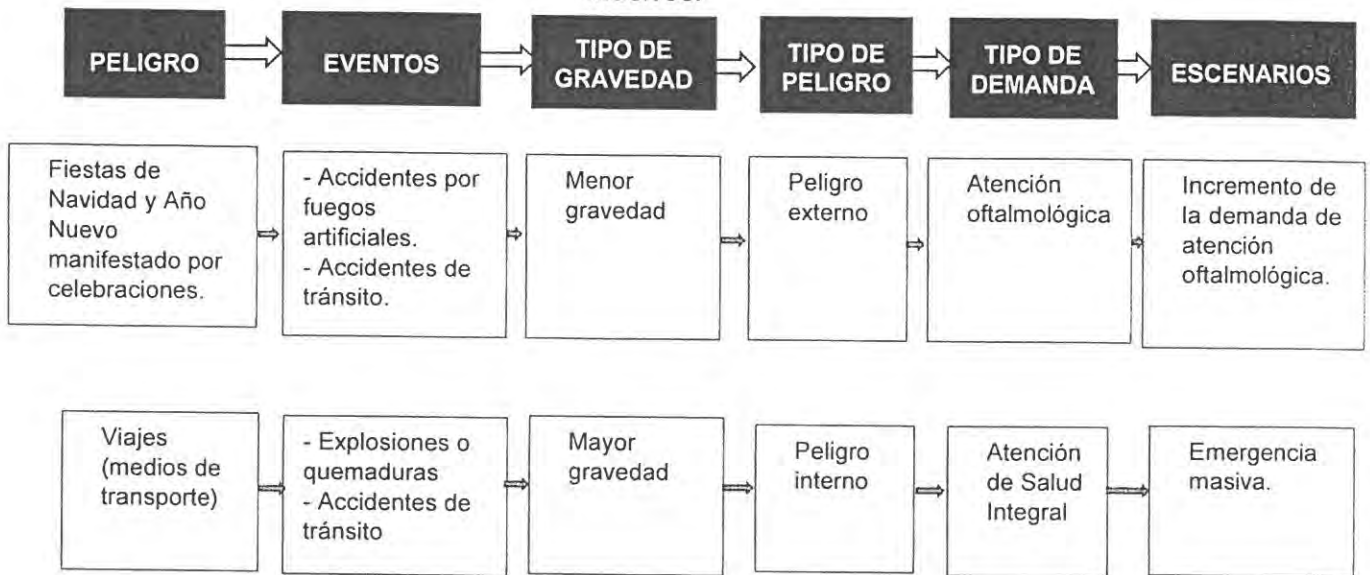 PELIGRO
EVENTOS
TIPO DE
GRAVEDAD
TIPO DE
PELIGRO
TIPO DE
DEMANDA
ESCENARIOS
Fiestas de
Navidad y Año
Nuevo
manifestado por
celebraciones.
- Accidentes por
fuegos
artificiales.
- Accidentes de
tránsito.
Menor
gravedad
Peligro
externo
Atención
oftalmológica
Incremento de
la demanda de
atención
oftalmológica.
Viajes
(medios de
transporte)
- Explosiones o
quemaduras
- Accidentes de
tránsito
Mayor
gravedad
Peligro
interno
Atención
de Salud
Integral
Emergencia
masiva.